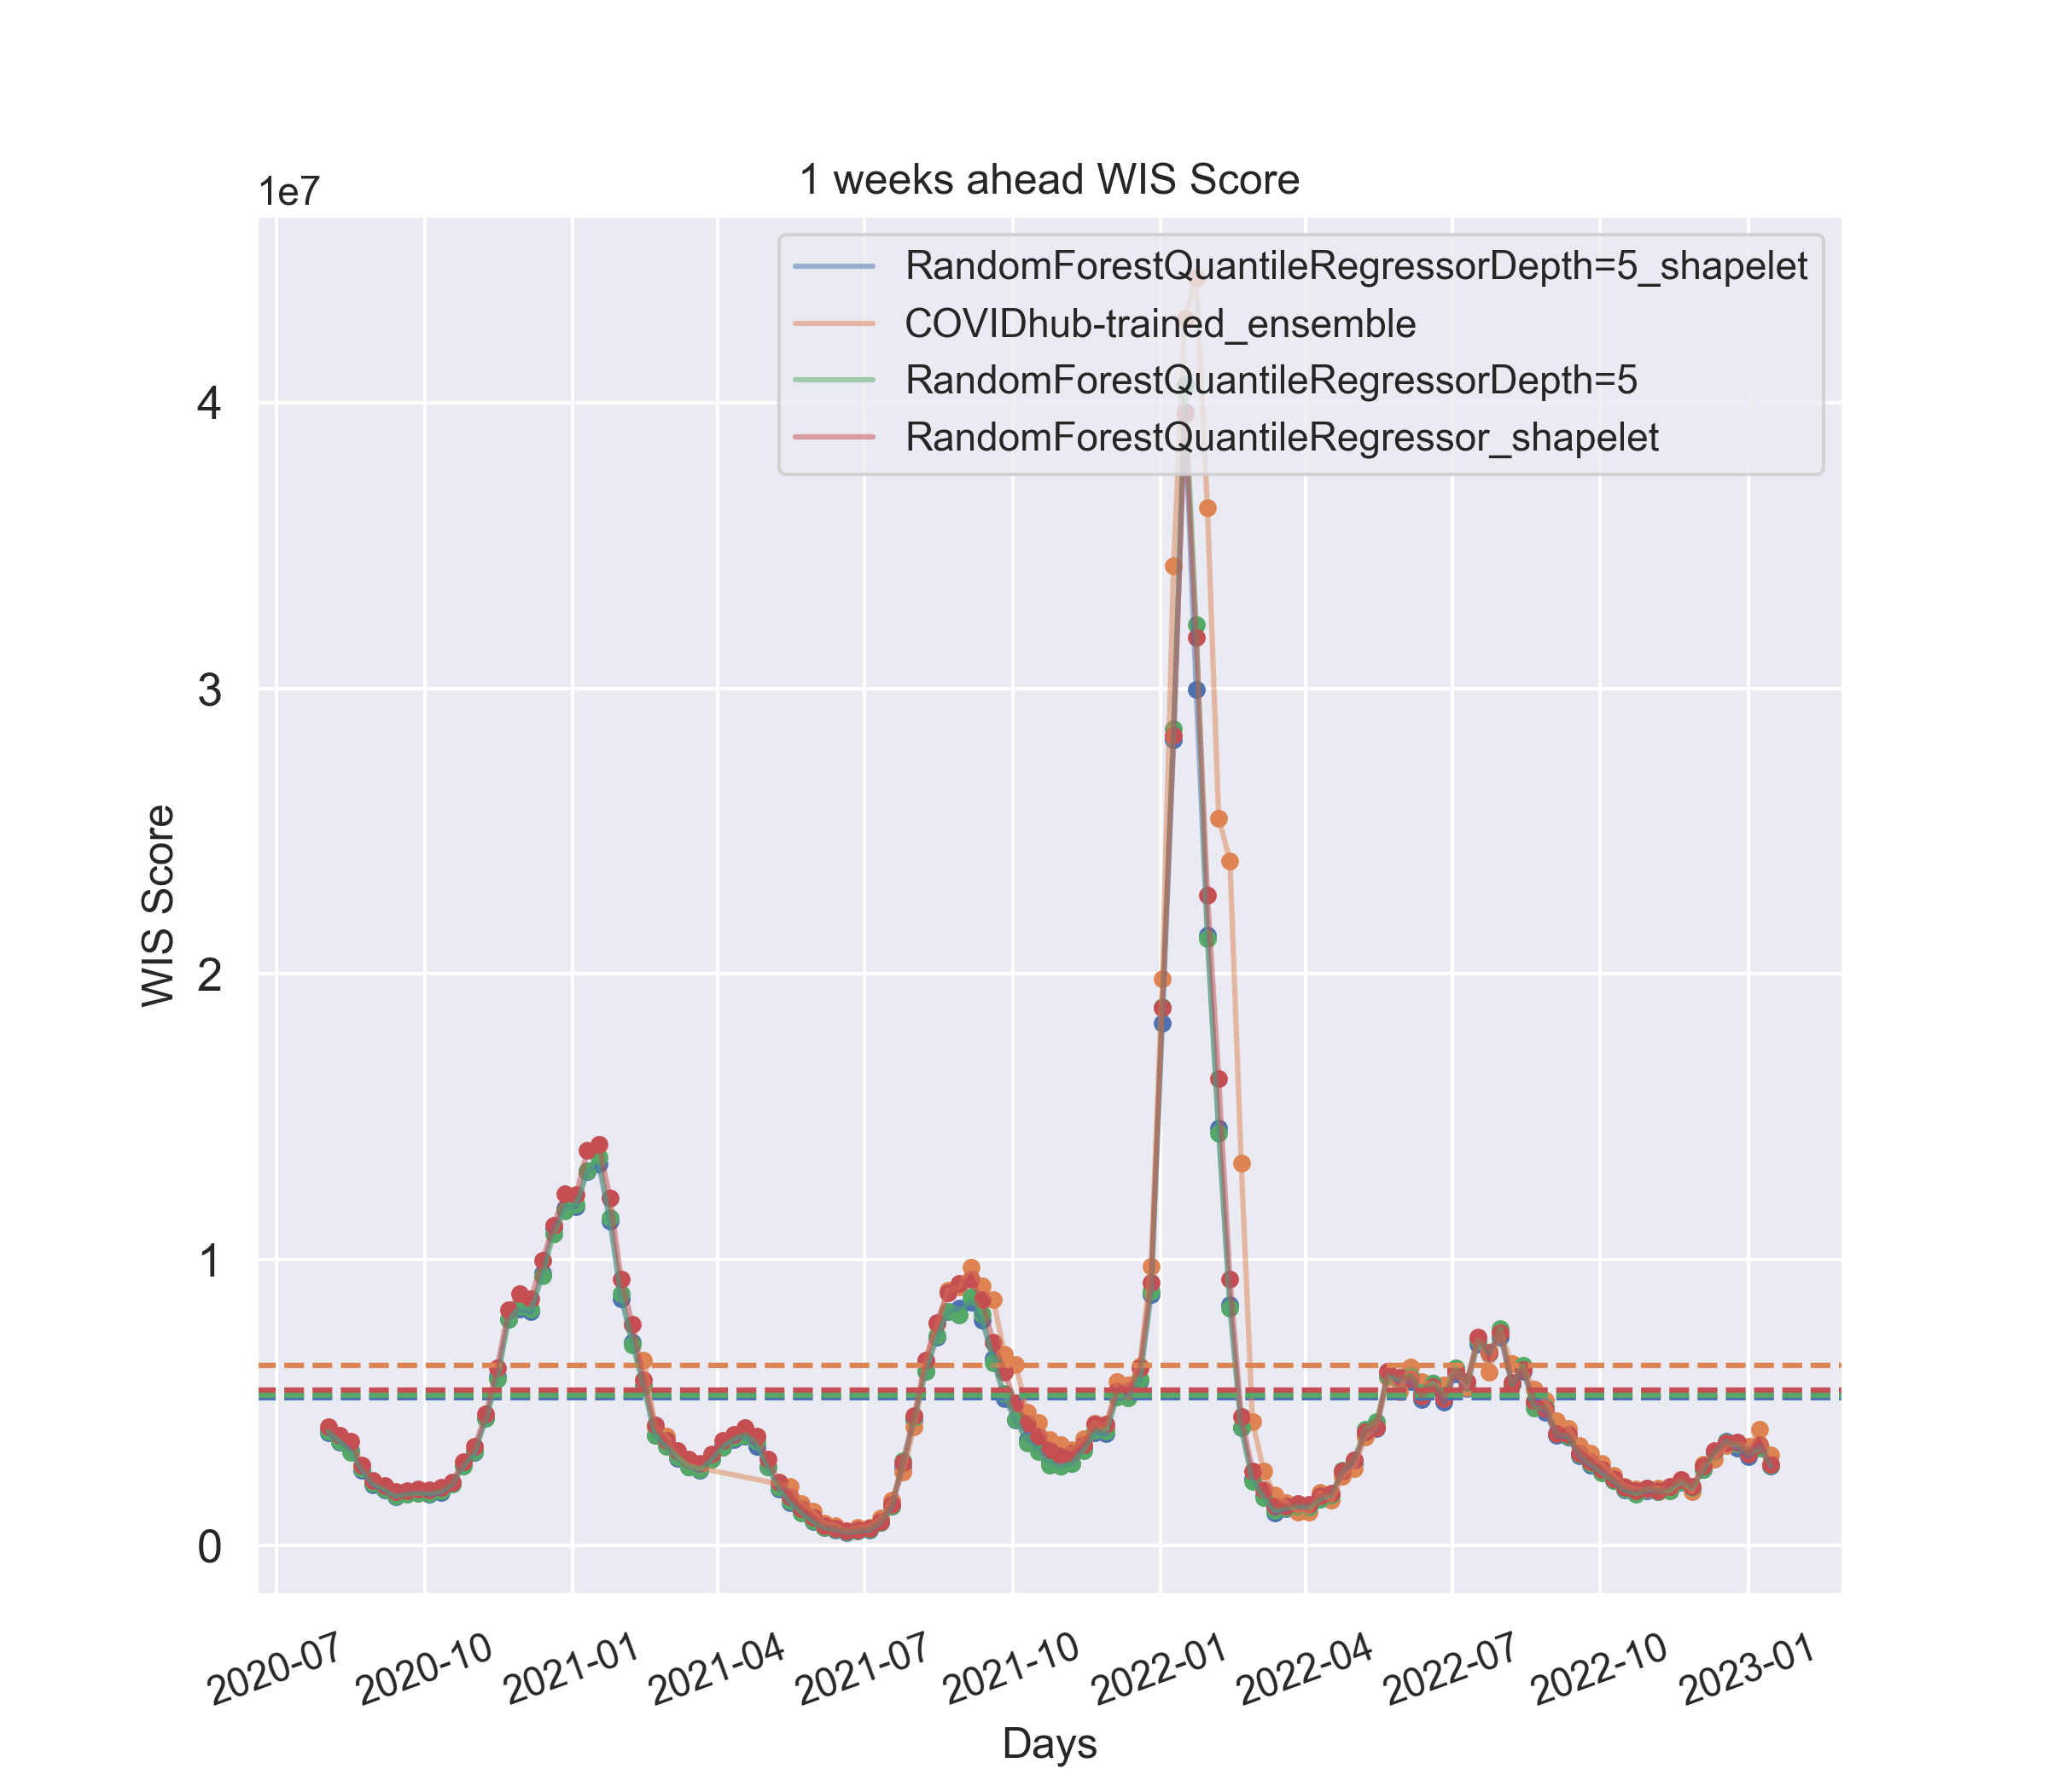 1 weeks ahead WIS Score
1e7
RandomForestQuantileRegressorDepth=5_shapelet
COVIDhub-trained_ensemble
RandomForestQuantileRegressorDepth=5
RandomForestQuantileRegressor_shapelet
4
3
2
1
0
WIS Score
2020-07
2020-10
2021-01
2021-04
2021-07
2021-10
2022-01
2022-04
2022-07
2022-10
2023-01
Days